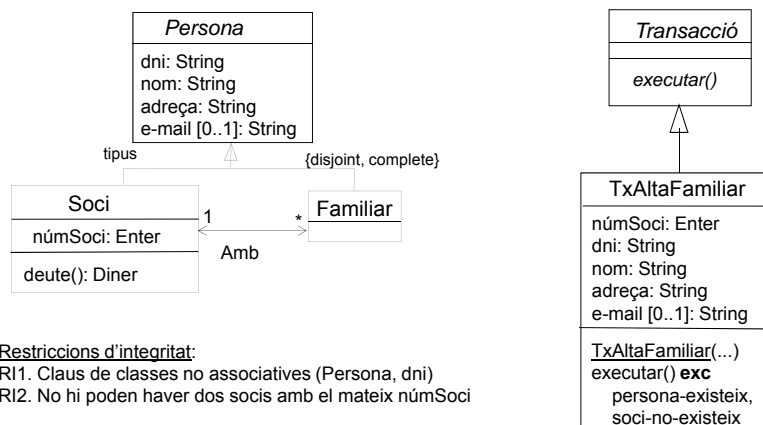 Persona
dni: String
nom: String
adreça: String
e-mail [0..1]: String
tipus
{disjoint, complete}
Soci
númSoci: Enter
deute(): Diner
1
*
Amb
Familiar
Restriccions d'integritat:
RI1. Claus de classes no associatives (Persona, dni)
RI2. No hi poden haver dos socis amb el mateix númSoci
Transacció
executar()
TxAltaFamiliar
númSoci: Enter
dni: String
nom: String
adreça: String
e-mail [0..1]: String
TxAltaFamiliar(...)
executar() exc
persona-existeix,
soci-no-existeix